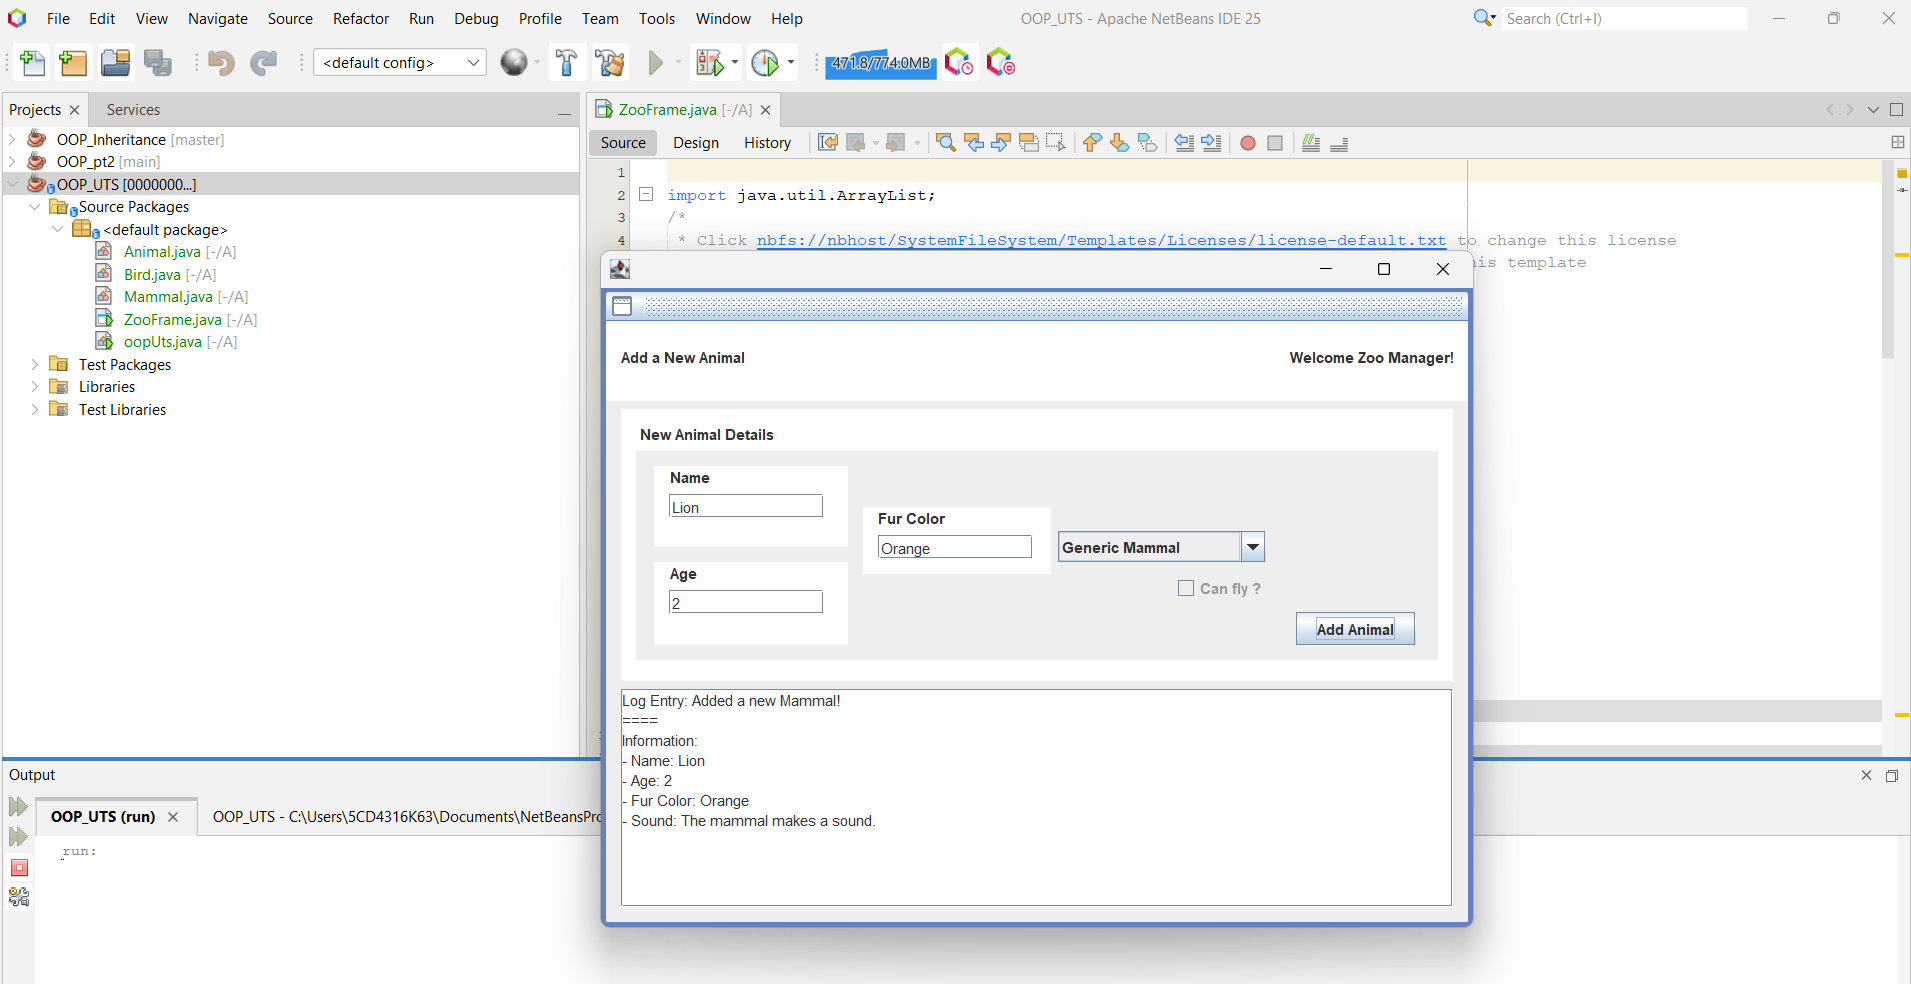 File Edit View Navigate Source Refactor Run Debug Profile Team Tools Window Help
OOP_UTS - Apache NetBeans IDE 25
Search (Ctrl+I)
<default config>
471.8/774.0MB
Projects
Services
OOP_Inheritance [master]
OOP_pt2 [main]
OOP_UTS [0000000...]
Source Packages
<default package>
Animal.java [-/A]
Bird.java [-/A]
Mammal.java [-/A]
ZooFrame.java [-/A]
oopUts.java [-/A]
Test Packages
Libraries
Test Libraries
ZooFrame.java [-/A]
Source Design History
1
2 import java.util.ArrayList;
3 /*
4 * Click nbfs://nbhost/SystemFileSystem/Templates/Licenses/license-default.txt to change this license
is template
Add a New Animal
Welcome Zoo Manager!
New Animal Details
Name
Lion
Age
2
Fur Color
Orange
Generic Mammal
Can fly ?
Add Animal
Log Entry: Added a new Mammal!
====
Information:
- Name: Lion
- Age: 2
- Fur Color: Orange
- Sound: The mammal makes a sound.
Output
OOP_UTS (run)
OOP_UTS - C:\Users\5CD4316K63\Documents\NetBeansPro
run: